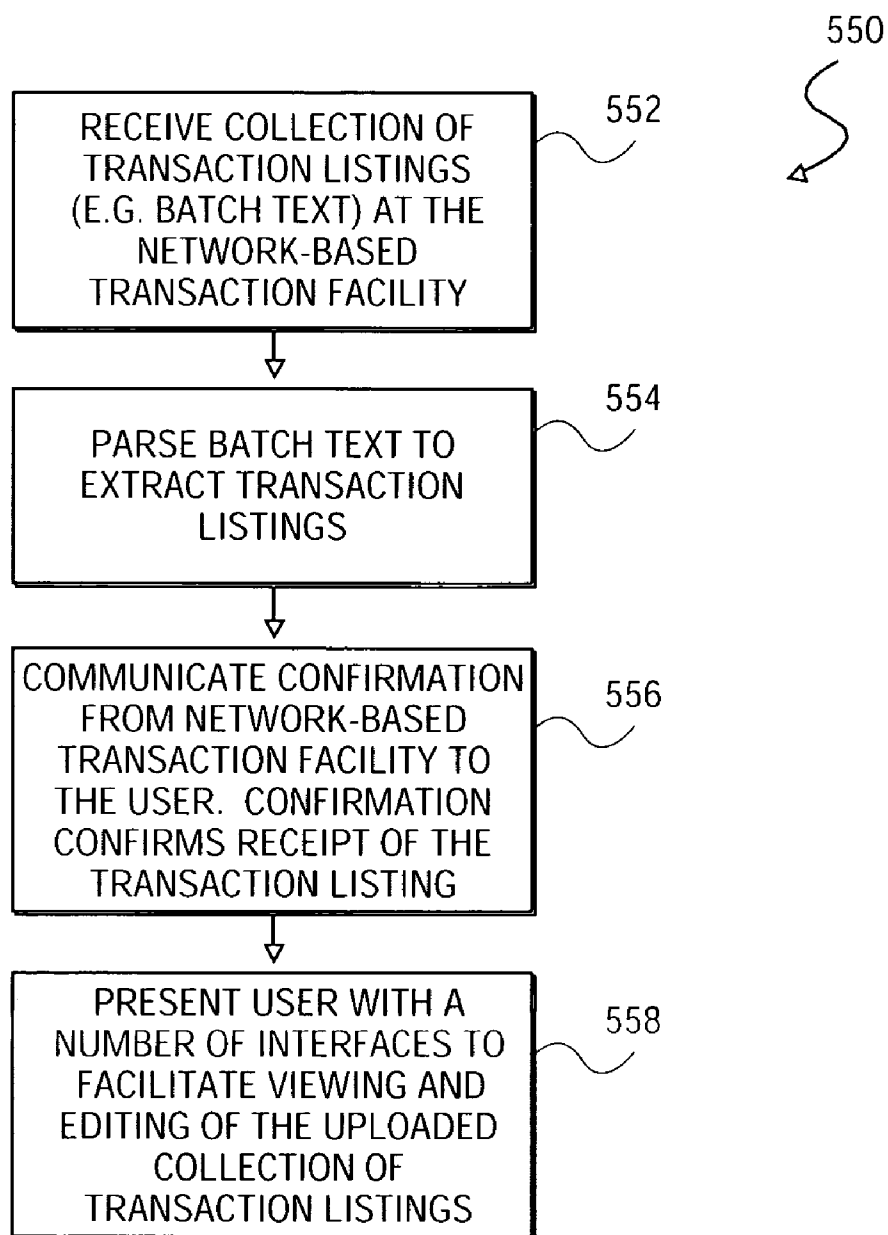 550
552
RECEIVE COLLECTION OF
TRANSACTION LISTINGS
(E.G. BATCH TEXT) AT THE
NETWORK-BASED
TRANSACTION FACILITY
554
PARSE BATCH TEXT TO
EXTRACT TRANSACTION
LISTINGS
556
COMMUNICATE CONFIRMATION
FROM NETWORK-BASED
TRANSACTION FACILITY TO
THE USER. CONFIRMATION
CONFIRMS RECEIPT OF THE
TRANSACTION LISTING
558
PRESENT USER WITH A
NUMBER OF INTERFACES TO
FACILITATE VIEWING AND
EDITING OF THE UPLOADED
COLLECTION OF
TRANSACTION LISTINGS